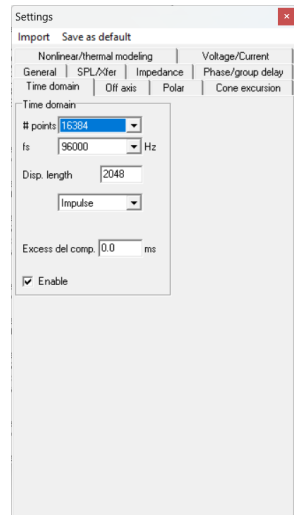 Settings
Import Save as default
Nonlinear/thermal modeling Voltage/Current
General SPL/Xfer Impedance Phase/group delay
Time domain Off axis Polar Cone excursion
Time domain
# points 16384
fs 96000 Hz
Disp. length 2048
Impulse
Excess del comp. 0.0 ms
Enable